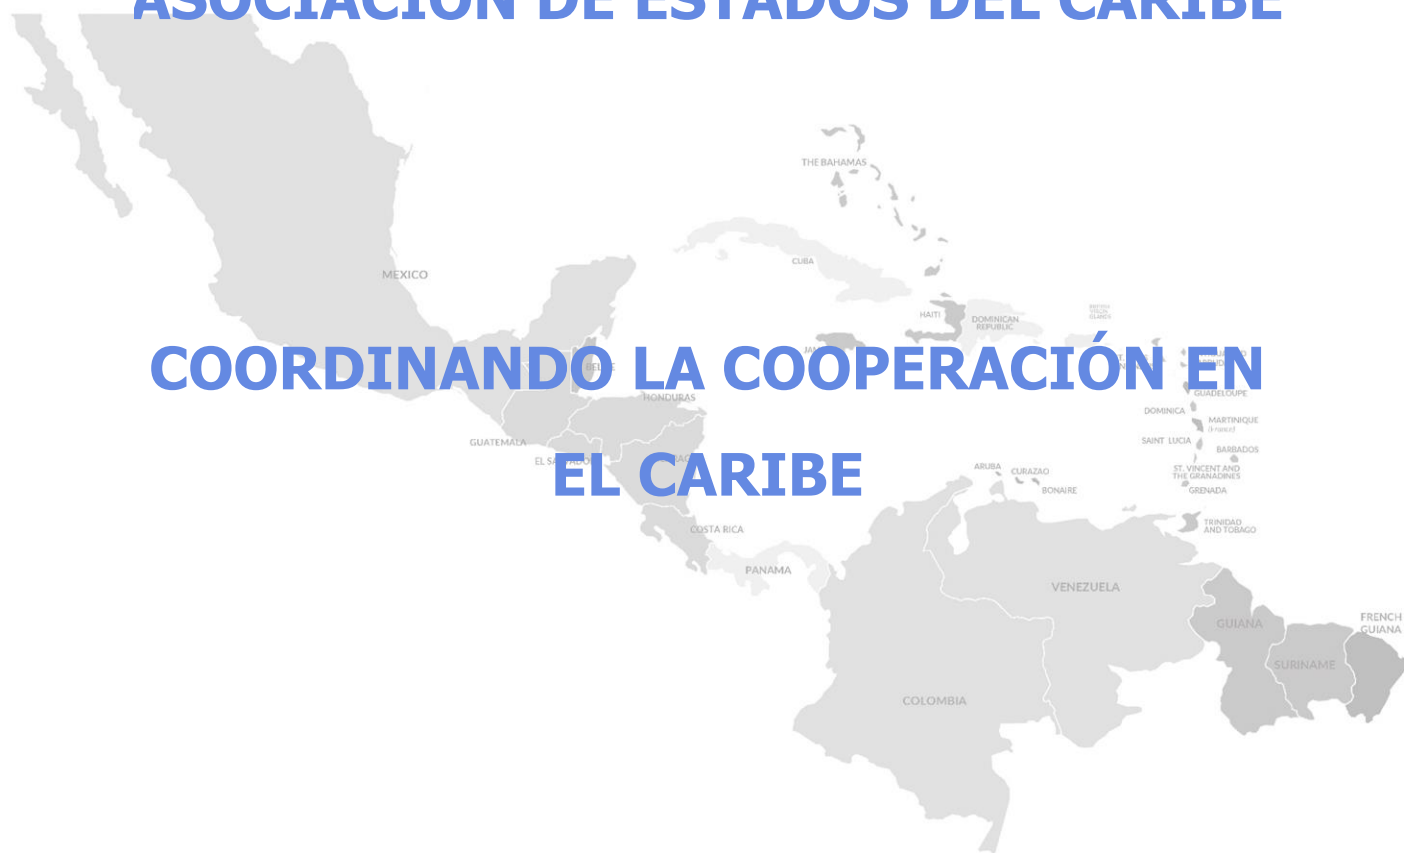 ASOCIACIÓN DE ESTADOS DEL CARIBE
THE BAHAMAS
CUBA
MEXICO
HAITI
DOMINICAN
REPUBLIC
COORDINANDO LA COOPERACIÓN EN
HONDURAS
GUADELOUPE
DOMINICA
MARTINIQUE
(France)
GUATEMALA
SAINT LUCIA
BARBADOS
EL CARIBE
ARUBA
CURAZAO
ST. VINCENT AND
THE GRANADINES
BONAIRE
GRENADA
COSTA RICA
TRINIDAD
AND TOBAGO
PANAMA
VENEZUELA
FRENCH
GUIANA
GUIANA
SURINAME
COLOMBIA